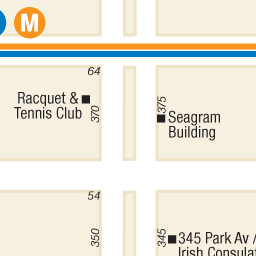 M
64
Racquet &
Tennis Club
370
375
Seagram
Building
54
350
345
345 Park Av /
Irish Consulat